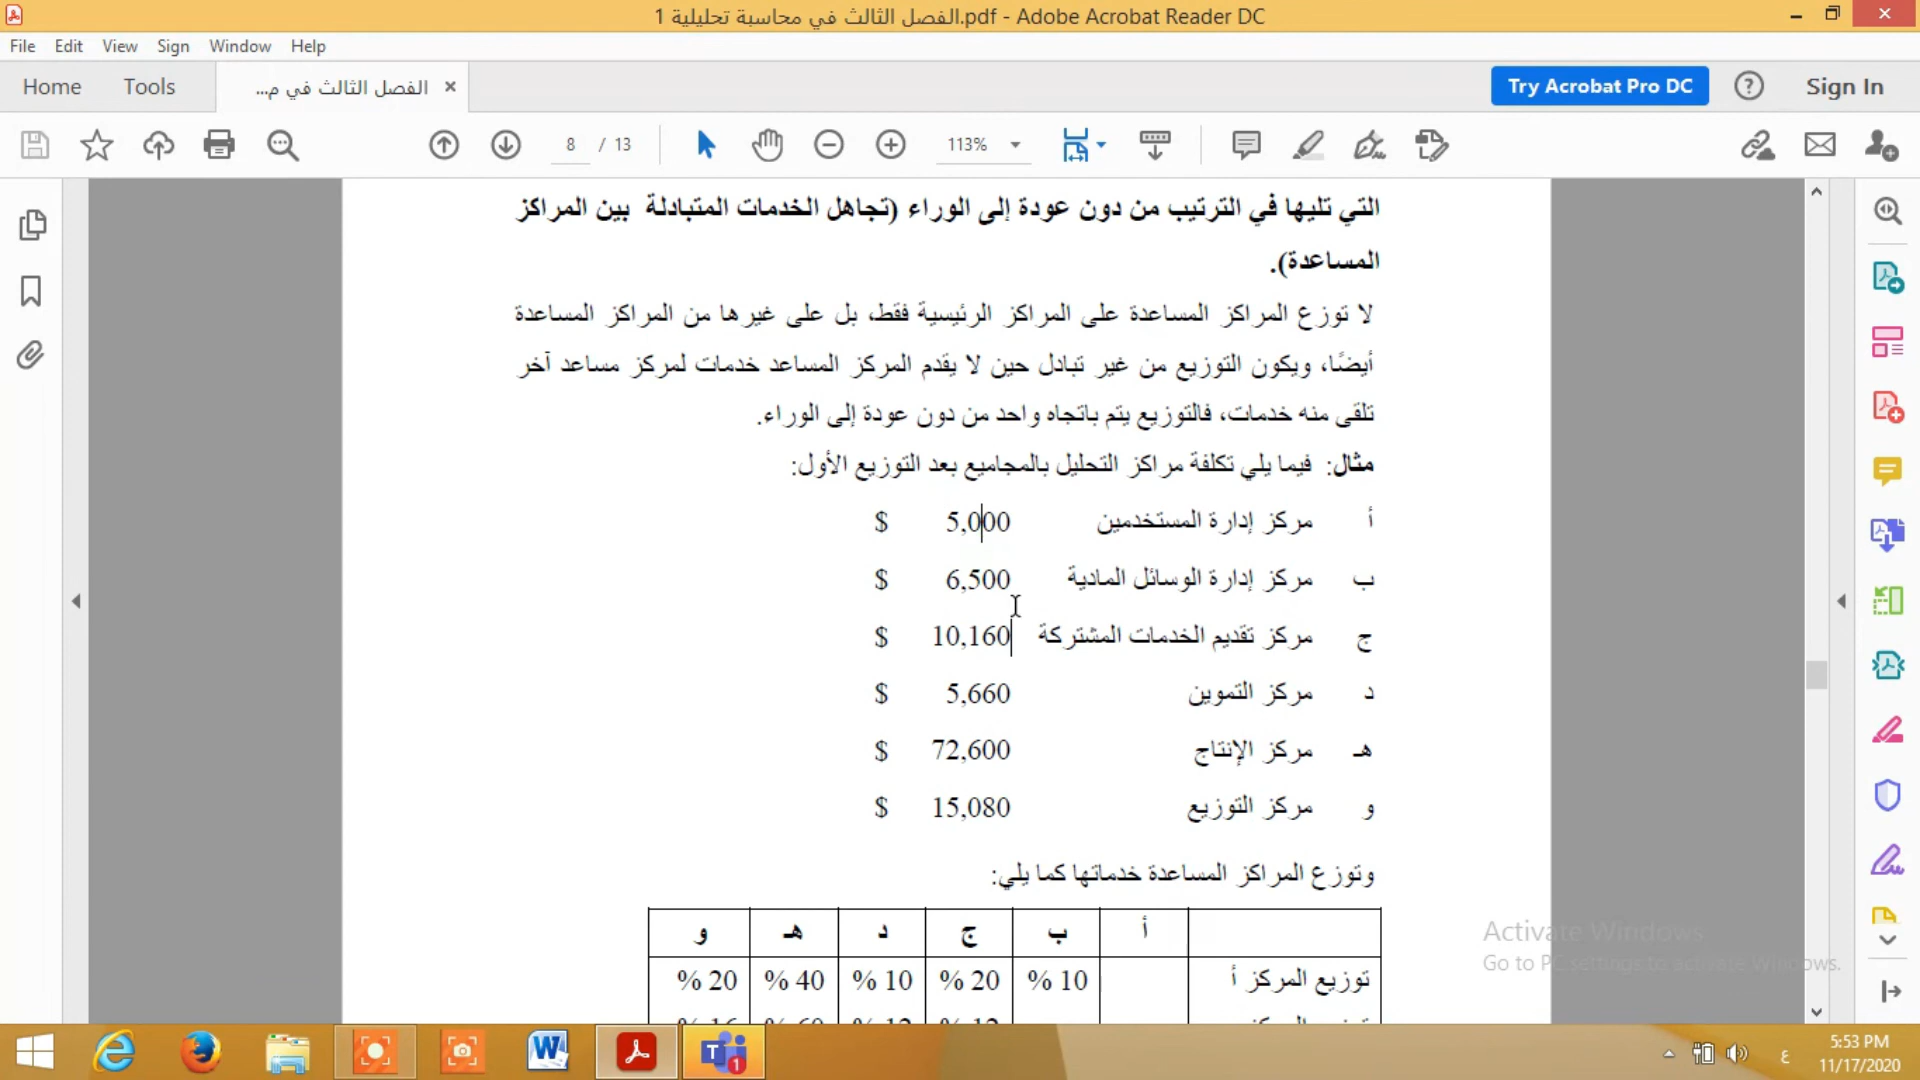 الفصل الثالث في محاسبة تحليلية 1.pdf - Adobe Acrobat Reader DC
File Edit View Sign Window Help
Home Tools الفصل الثالث في م... × Try Acrobat Pro DC Sign In
8 / 13 113%
التي تليها في الترتيب من دون عودة إلى الوراء (تجاهل الخدمات المتبادلة بين المراكز
المساعدة).
لا توزع المراكز المساعدة على المراكز الرئيسية فقط، بل على غيرها من المراكز المساعدة
أيضًا، ويكون التوزيع من غير تبادل حين لا يقدم المركز المساعد خدمات لمركز مساعد آخر
تلقى منه خدمات، فالتوزيع يتم باتجاه واحد من دون عودة إلى الوراء.
مثال: فيما يلي تكلفة مراكز التحليل بالمجاميع بعد التوزيع الأول:
أ مركز إدارة المستخدمين 5,000 $
ب مركز إدارة الوسائل المادية 6,500 $
ج مركز تقديم الخدمات المشتركة 10,160 $
د مركز التموين 5,660 $
هـ مركز الإنتاج 72,600 $
و مركز التوزيع 15,080 $
وتوزع المراكز المساعدة خدماتها كما يلي:
أ ب ج د هـ و
توزيع المركز أ 10 % 20 % 10 % 40 % 20 %
Activate Windows
Go to PC settings to activate Windows.
ع 5:53 PM
11/17/2020